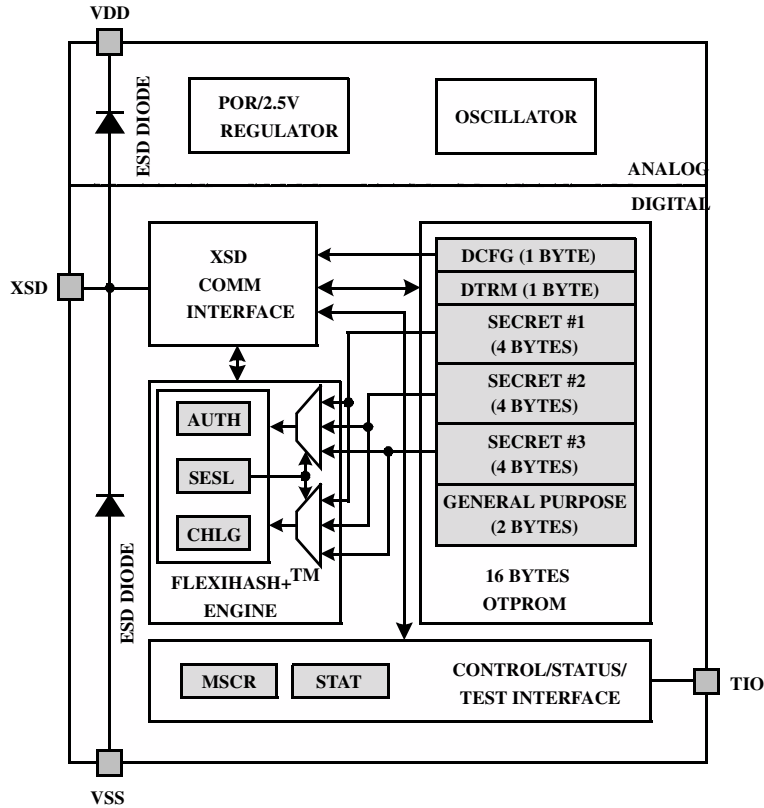 VDD
ESD DIODE
POR/2.5V
REGULATOR
OSCILLATOR
ANALOG
DIGITAL
XSD
XSD
COMM
INTERFACE
DCFG (1 BYTE)
DTRM (1 BYTE)
SECRET #1
(4 BYTES)
SECRET #2
(4 BYTES)
SECRET #3
(4 BYTES)
GENERAL PURPOSE
(2 BYTES)
16 BYTES
OTPROM
AUTH
SESL
CHLG
FLEXIHASH+TM
ENGINE
ESD DIODE
MSCR
STAT
CONTROL/STATUS/
TEST INTERFACE
TIO
VSS